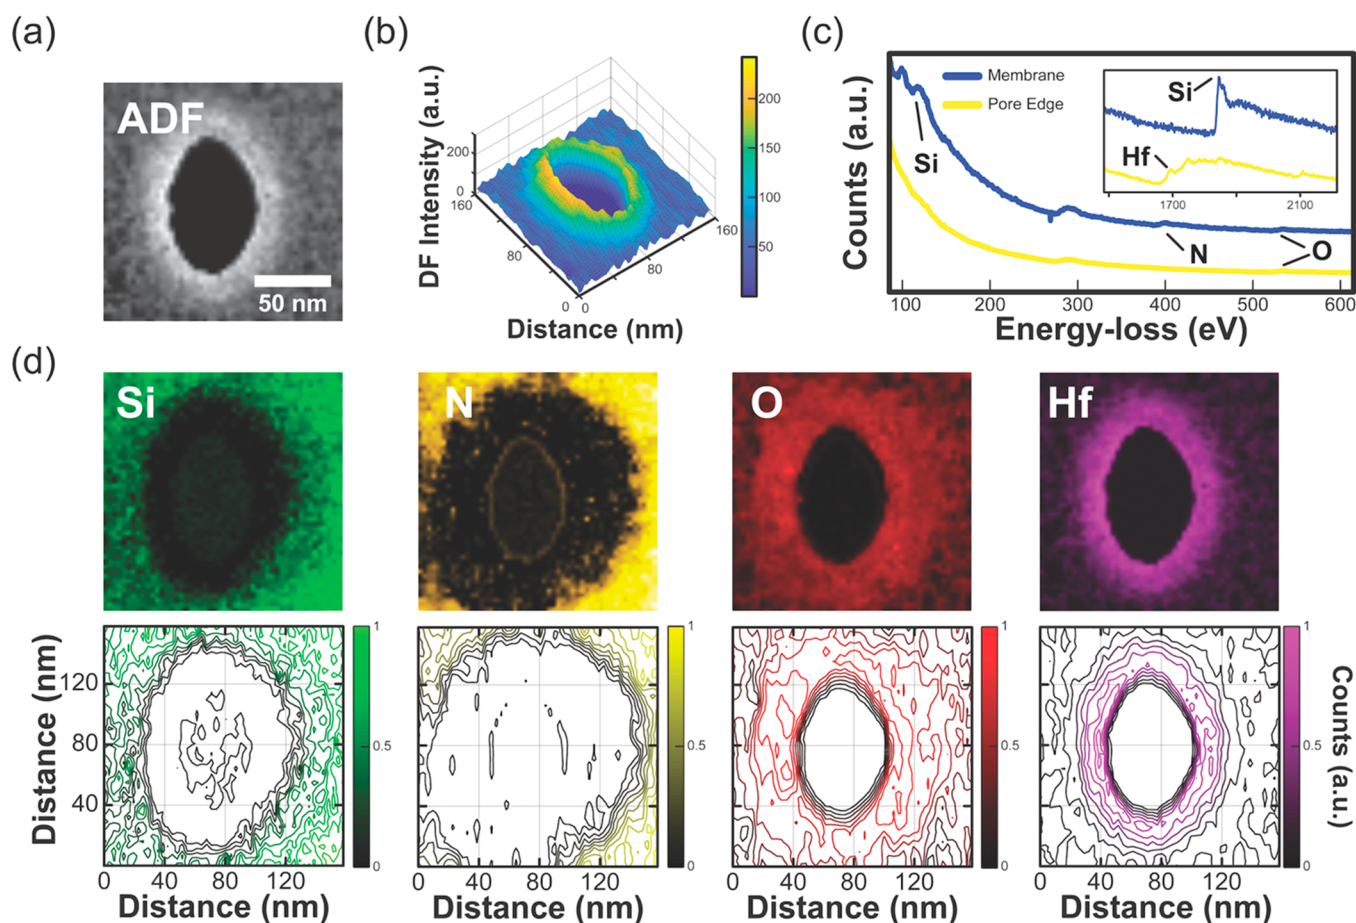 (a)
ADF
50 nm
(b)
DF Intensity (a.u.)
200
0
160
80
0
0
80
160
Distance (nm)
200
150
100
50
(c)
Counts (a.u.)
Membrane
Pore Edge
Si
N
O
Si
Hf
1700
2100
100
200
300
400
500
600
Energy-loss (eV)
(d)
Si
N
O
Hf
Distance (nm)
120
80
40
0
40
80
120
Distance (nm)
1
0.5
0
0
40
80
120
Distance (nm)
1
0.5
0
0
40
80
120
Distance (nm)
1
0.5
0
0
40
80
120
Distance (nm)
1
0.5
0
Counts (a.u.)